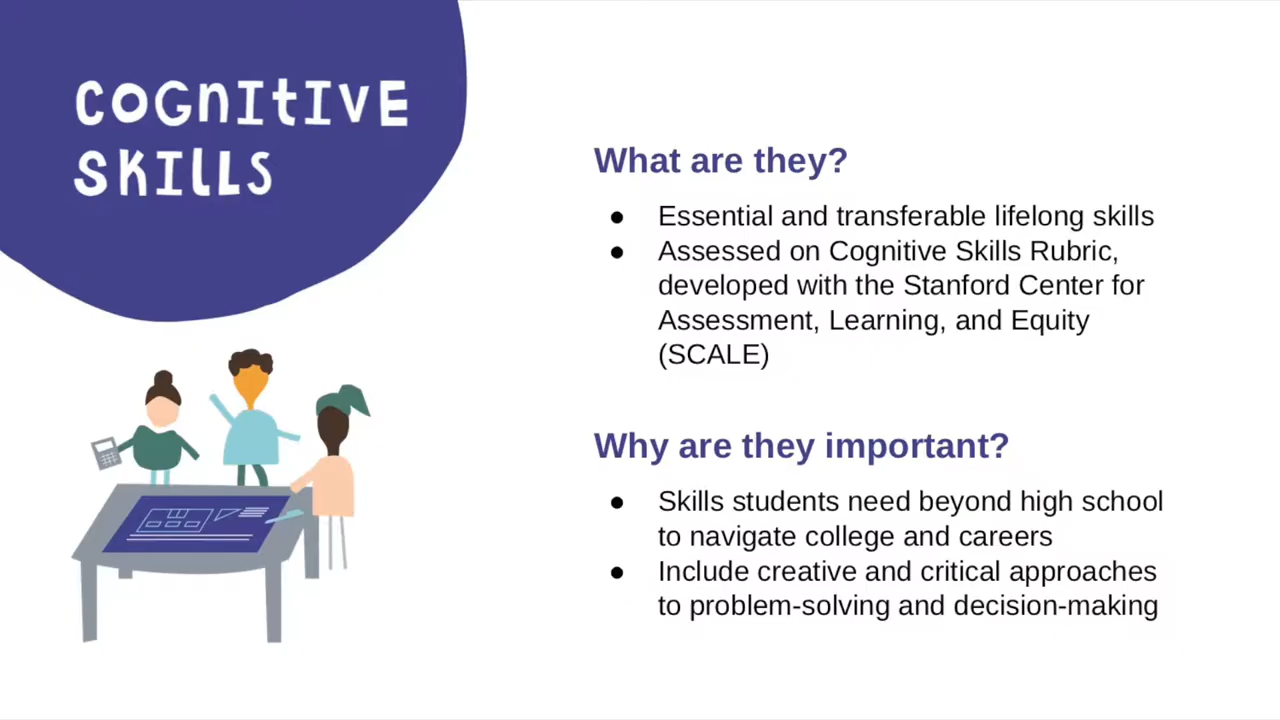 COGNITIVE
SKILLS
What are they?
● Essential and transferable lifelong skills
● Assessed on Cognitive Skills Rubric,
developed with the Stanford Center for
Assessment, Learning, and Equity
(SCALE)
Why are they important?
● Skills students need beyond high school
to navigate college and careers
● Include creative and critical approaches
to problem-solving and decision-making